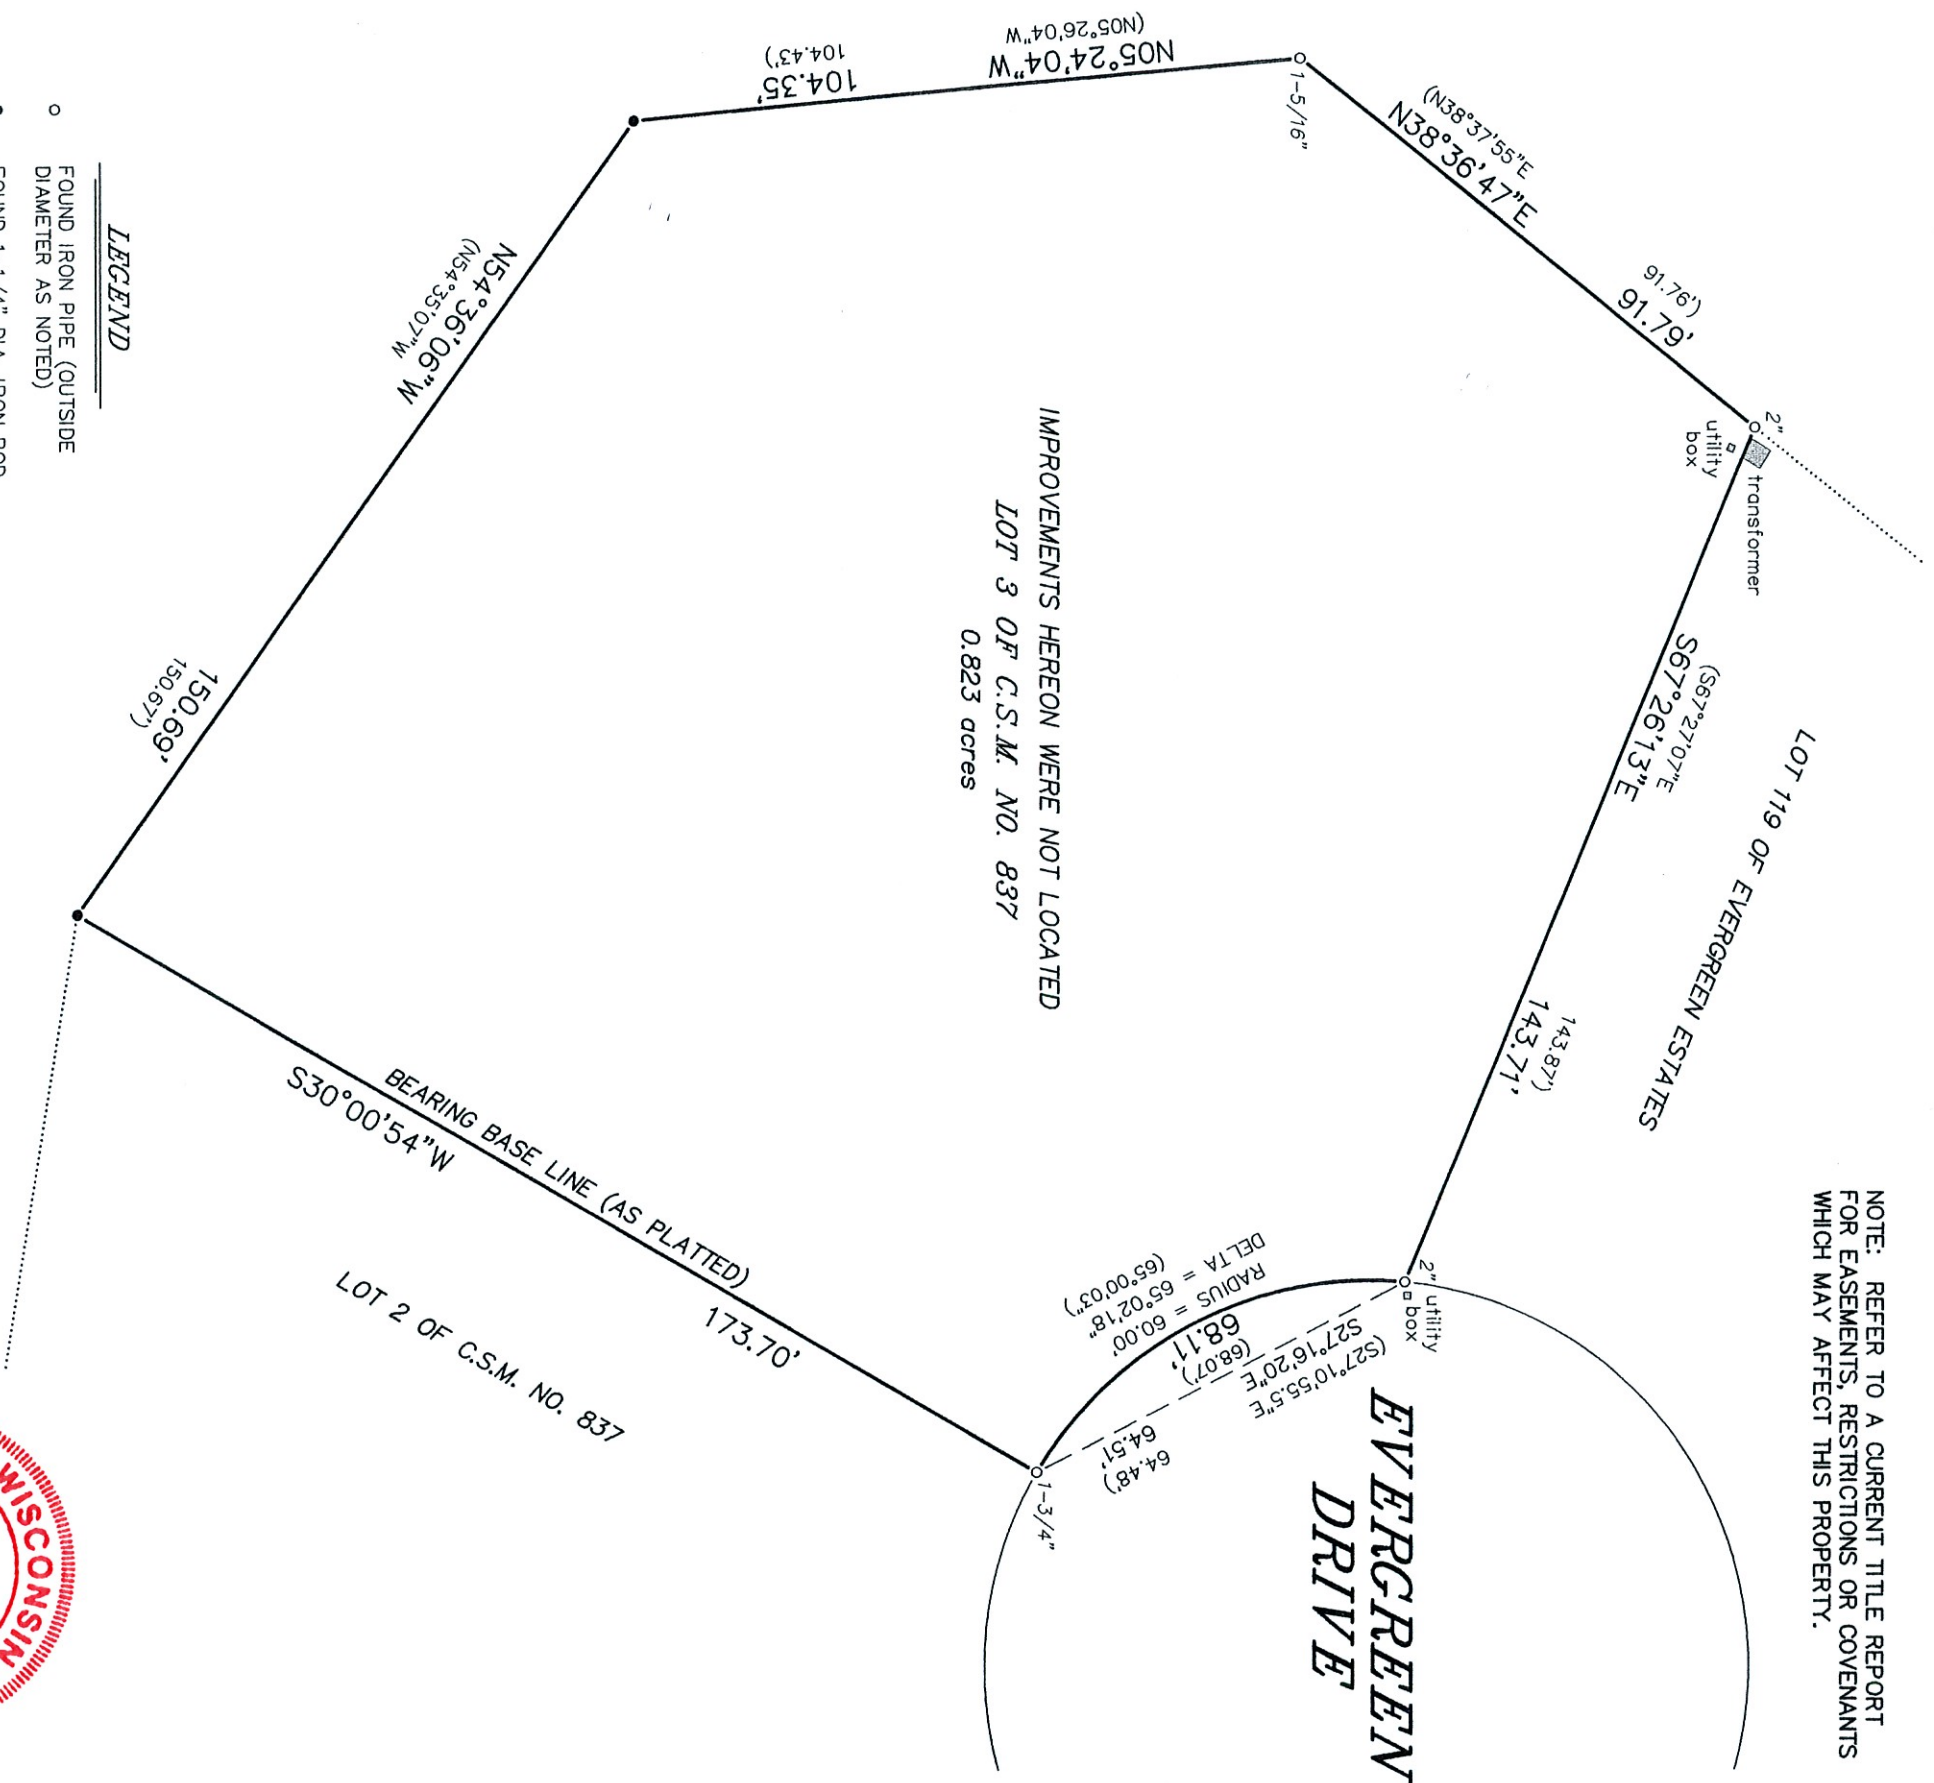 NOTE: REFER TO A CURRENT TITLE REPORT
FOR EASEMENTS, RESTRICTIONS OR COVENANTS
WHICH MAY AFFECT THIS PROPERTY.
LOT 119 OF EVERGREEN ESTATES
(N38°37'55"E
N38°36'47"E
91.76')
91.79'
2"
utility
box
transformer
(S67°27'07"E
S67°26'13"E
143.87')
143.71'
2" utility
box
EVERGREEN
DRIVE
(S27°10'55.5"E
S27°16'20"E
64.48')
64.51'
(68.07')
68.11'
RADIUS = 60.00'
DELTA = 65°02'18"
(65°00'03")
1-3/4"
1-5/16"
(N05°26'04"W
N05°24'04"W
104.43')
104.35'
IMPROVEMENTS HEREON WERE NOT LOCATED
LOT 3 OF C.S.M. NO. 837
0.823 acres
N54°36'06"W
(N54°35'07"W
150.69'
150.67')
BEARING BASE LINE (AS PLATTED)
S30°00'54"W
173.70'
LOT 2 OF C.S.M. NO. 837
LEGEND
FOUND IRON PIPE (OUTSIDE
DIAMETER AS NOTED)
WISCONSIN